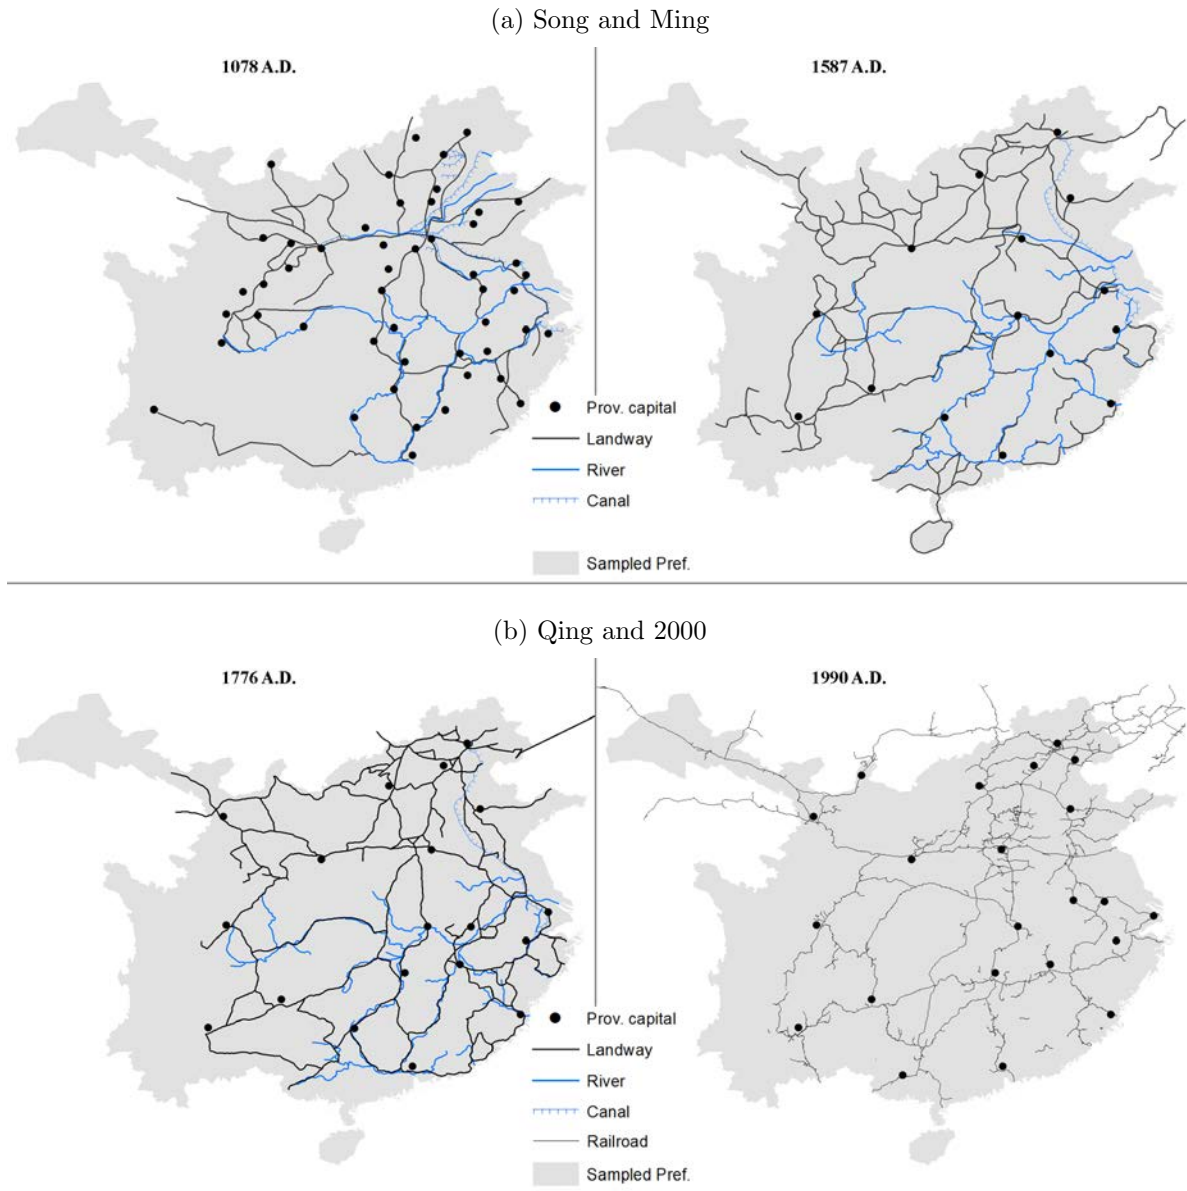 (a) Song and Ming
1078 A.D.
1587 A.D.
Prov. capital
Landway
River
Canal
Sampled Pref.
(b) Qing and 2000
1776 A.D.
1990 A.D.
Prov. capital
Landway
River
Canal
Railroad
Sampled Pref.